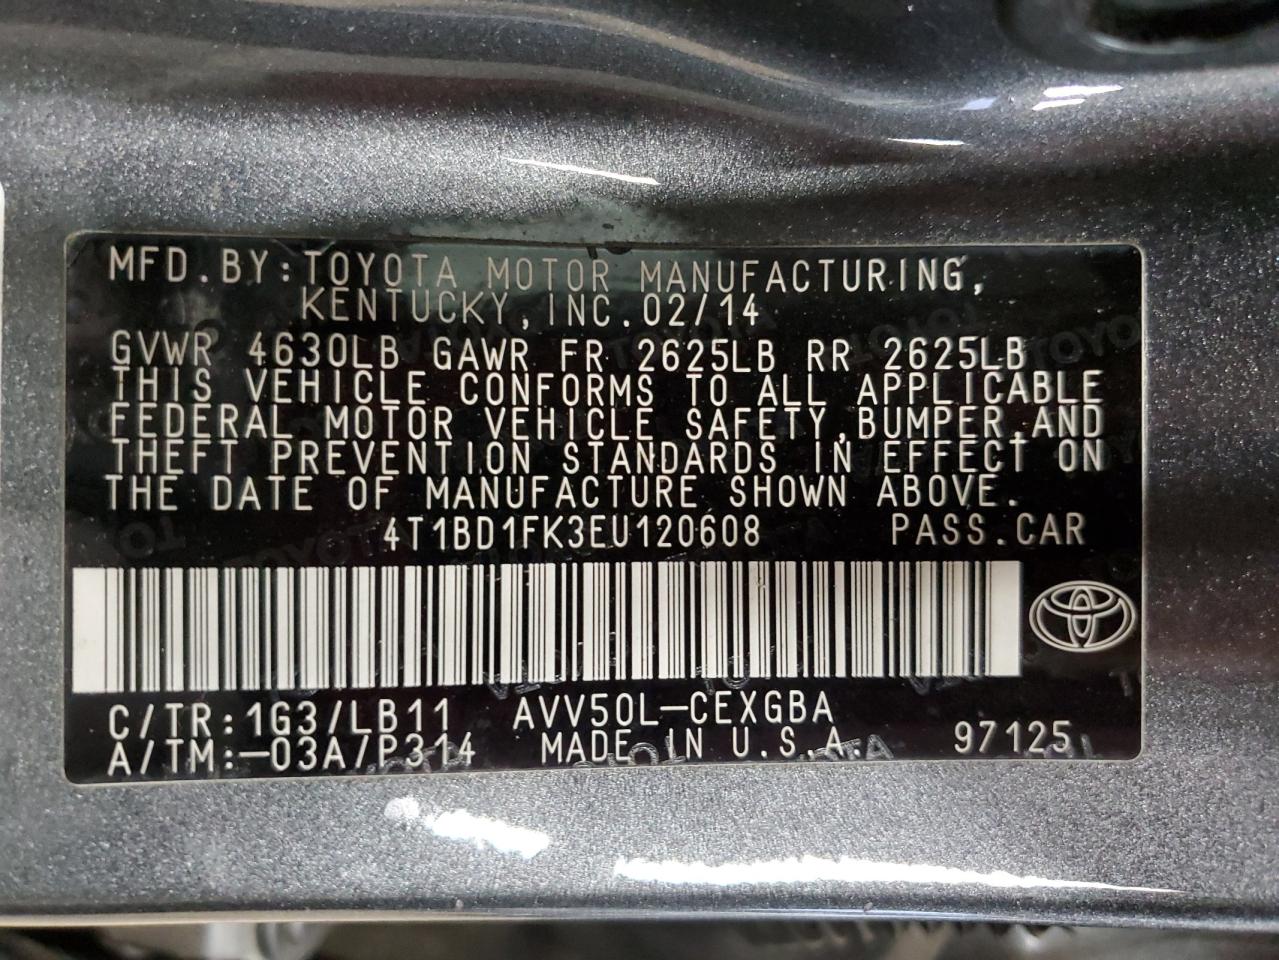 MFD.BY:TOYOTA MOTOR MANUFACTURING,
KENTUCKY,INC.02/14
GVWR 4630LB GAWR FR 2625LB RR 2625LB
THIS VEHICLE CONFORMS TO ALL APPLICABLE
FEDERAL MOTOR VEHICLE SAFETY,BUMPER,AND
THEFT PREVENTION STANDARDS IN EFFECT ON
THE DATE OF MANUFACTURE SHOWN ABOVE.
4T1BD1FK3EU120608 PASS.CAR
C/TR:1G3/LB11 AVV50L-CEXGBA
A/TM:-03A/P314 MADE IN U.S.A. 97125